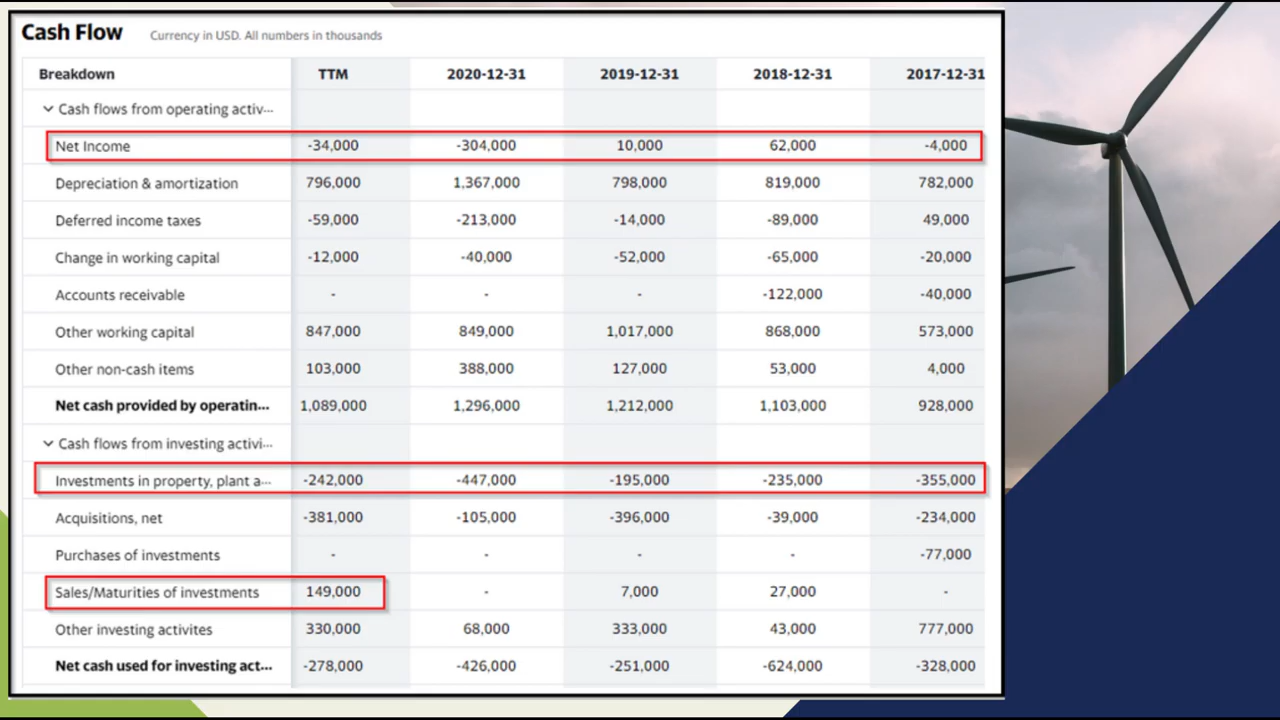 Cash Flow Currency in USD. All numbers in thousands
Breakdown TTM 2020-12-31 2019-12-31 2018-12-31 2017-12-31
Cash flows from operating activ...
Net Income -34,000 -304,000 10,000 62,000 -4,000
Depreciation & amortization 796,000 1,367,000 798,000 819,000 782,000
Deferred income taxes -59,000 -213,000 -14,000 -89,000 49,000
Change in working capital -12,000 -40,000 -52,000 -65,000 -20,000
Accounts receivable - - - -122,000 -40,000
Other working capital 847,000 849,000 1,017,000 868,000 573,000
Other non-cash items 103,000 388,000 127,000 53,000 4,000
Net cash provided by operatin... 1,089,000 1,296,000 1,212,000 1,103,000 928,000
Cash flows from investing activi...
Investments in property, plant a... -242,000 -447,000 -195,000 -235,000 -355,000
Acquisitions, net -381,000 -105,000 -396,000 -39,000 -234,000
Purchases of investments - - - - -77,000
Sales/Maturities of investments 149,000 - 7,000 27,000 -
Other investing activites 330,000 68,000 333,000 43,000 777,000
Net cash used for investing act... -278,000 -426,000 -251,000 -624,000 -328,000